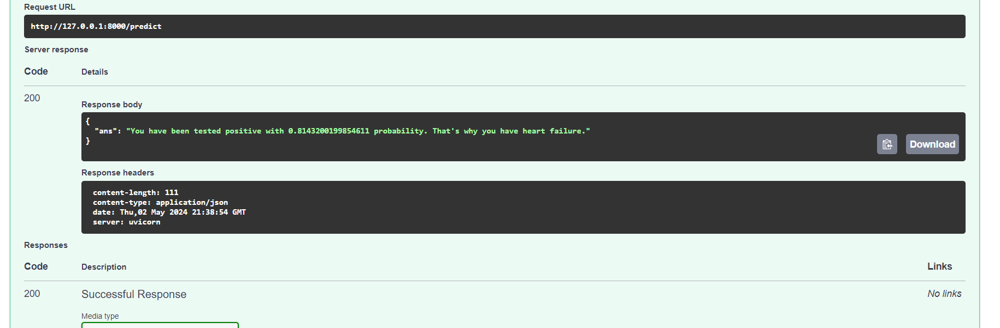 Request URL
http://127.0.0.1:8000/predict
Server response
Code Details
200
Response body
{
"ans": "You have been tested positive with 0.8143200199854611 probability. That's why you have heart failure."
}
Download
Response headers
content-length: 111
content-type: application/json
date: Thu,02 May 2024 21:38:54 GMT
server: uvicorn
Responses
Code Description Links
200 Successful Response No links
Media type